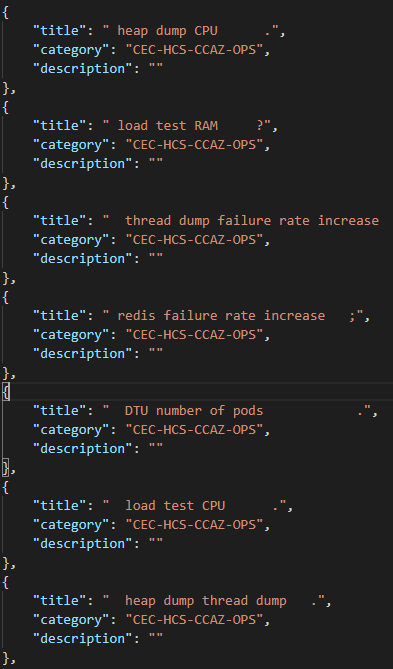 {
    "title": " heap dump CPU      .",
    "category": "CEC-HCS-CCAZ-OPS",
    "description": ""
},
{
    "title": " load test RAM     ?",
    "category": "CEC-HCS-CCAZ-OPS",
    "description": ""
},
{
    "title": "  thread dump failure rate increase
    "category": "CEC-HCS-CCAZ-OPS",
    "description": ""
},
{
    "title": " redis failure rate increase   ;",
    "category": "CEC-HCS-CCAZ-OPS",
    "description": ""
},
{
    "title": "  DTU number of pods            .",
    "category": "CEC-HCS-CCAZ-OPS",
    "description": ""
},
{
    "title": "  load test CPU      .",
    "category": "CEC-HCS-CCAZ-OPS",
    "description": ""
},
{
    "title": "  heap dump thread dump   .",
    "category": "CEC-HCS-CCAZ-OPS",
    "description": ""
},